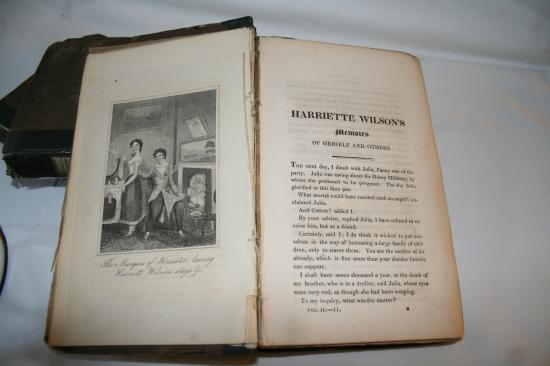 The Marquis of Worcester, lacing
Harriett Wilson's stays &c.
HARRIETTE WILSON'S
Memoirs
OF HERSELF AND OTHERS.
THE next day, I dined with Julia, Fanny was of the
party. Julia was raving about Sir Henry Mildmay, by
whom she professed to be pregnant. The shy Julia
glorified in this faux pas.
What mortal could have resisted such an angel! ex-
claimed Julia.
And Cotton? added I.
By your advice, replied Julia, I have refused to re-
ceive him, but as a friend.
Certainly, said I; I do think it wicked to put our-
selves in the way of increasing a large family of chil-
dren, only to starve them. You are the mother of six
already, which is five more than your slender fortune
can support.
I shall have seven thousand a year, at the death of
my brother, who is in a decline, said Julia, whose eyes
were very red, as though she had been weeping.
To my inquiry, what was the matter?
VOL. II.—11.